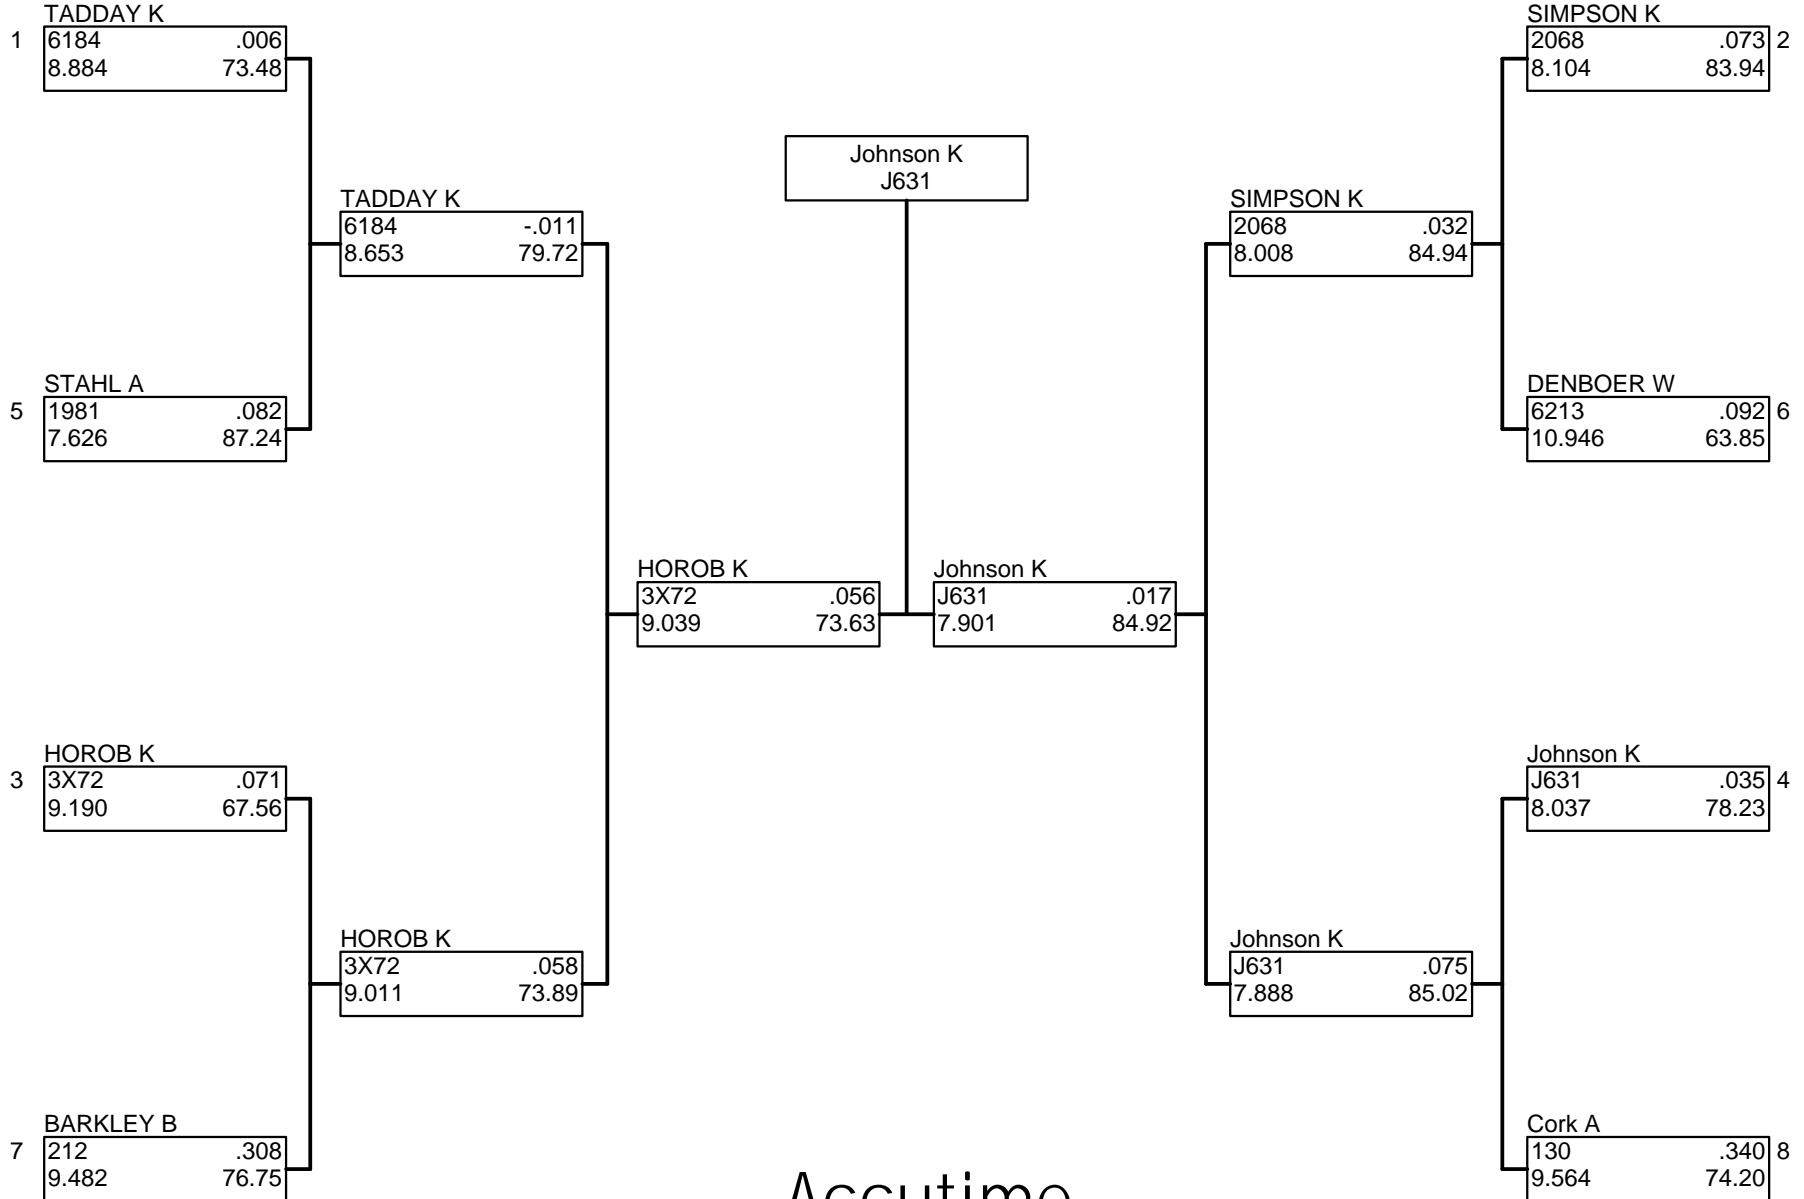 TADDAY K
1 6184 .006
8.884 73.48
STAHL A
5 1981 .082
7.626 87.24
HOROB K
3 3X72 .071
9.190 67.56
BARKLEY B
7 212 .308
9.482 76.75
TADDAY K
6184 -.011
8.653 79.72
HOROB K
3X72 .058
9.011 73.89
HOROB K
3X72 .056
9.039 73.63
Johnson K
J631
Johnson K
J631 .017
7.901 84.92
SIMPSON K
2068 .032
8.008 84.94
Johnson K
J631 .075
7.888 85.02
SIMPSON K
2068 .073 2
8.104 83.94
DENBOER W
6213 .092 6
10.946 63.85
Johnson K
J631 .035 4
8.037 78.23
Cork A
130 .340 8
9.564 74.20
Accutime